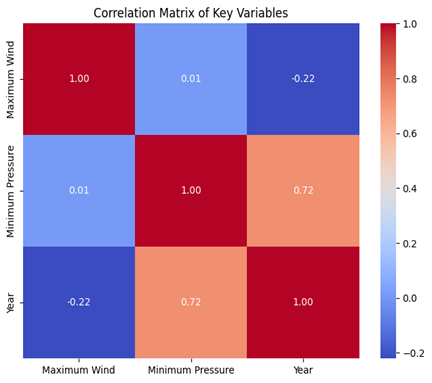 Correlation Matrix of Key Variables
Maximum Wind
1.00
0.01
-0.22
Minimum Pressure
0.01
1.00
0.72
Year
-0.22
0.72
1.00
Maximum Wind
Minimum Pressure
Year
1.0
0.8
0.6
0.4
0.2
0.0
−0.2